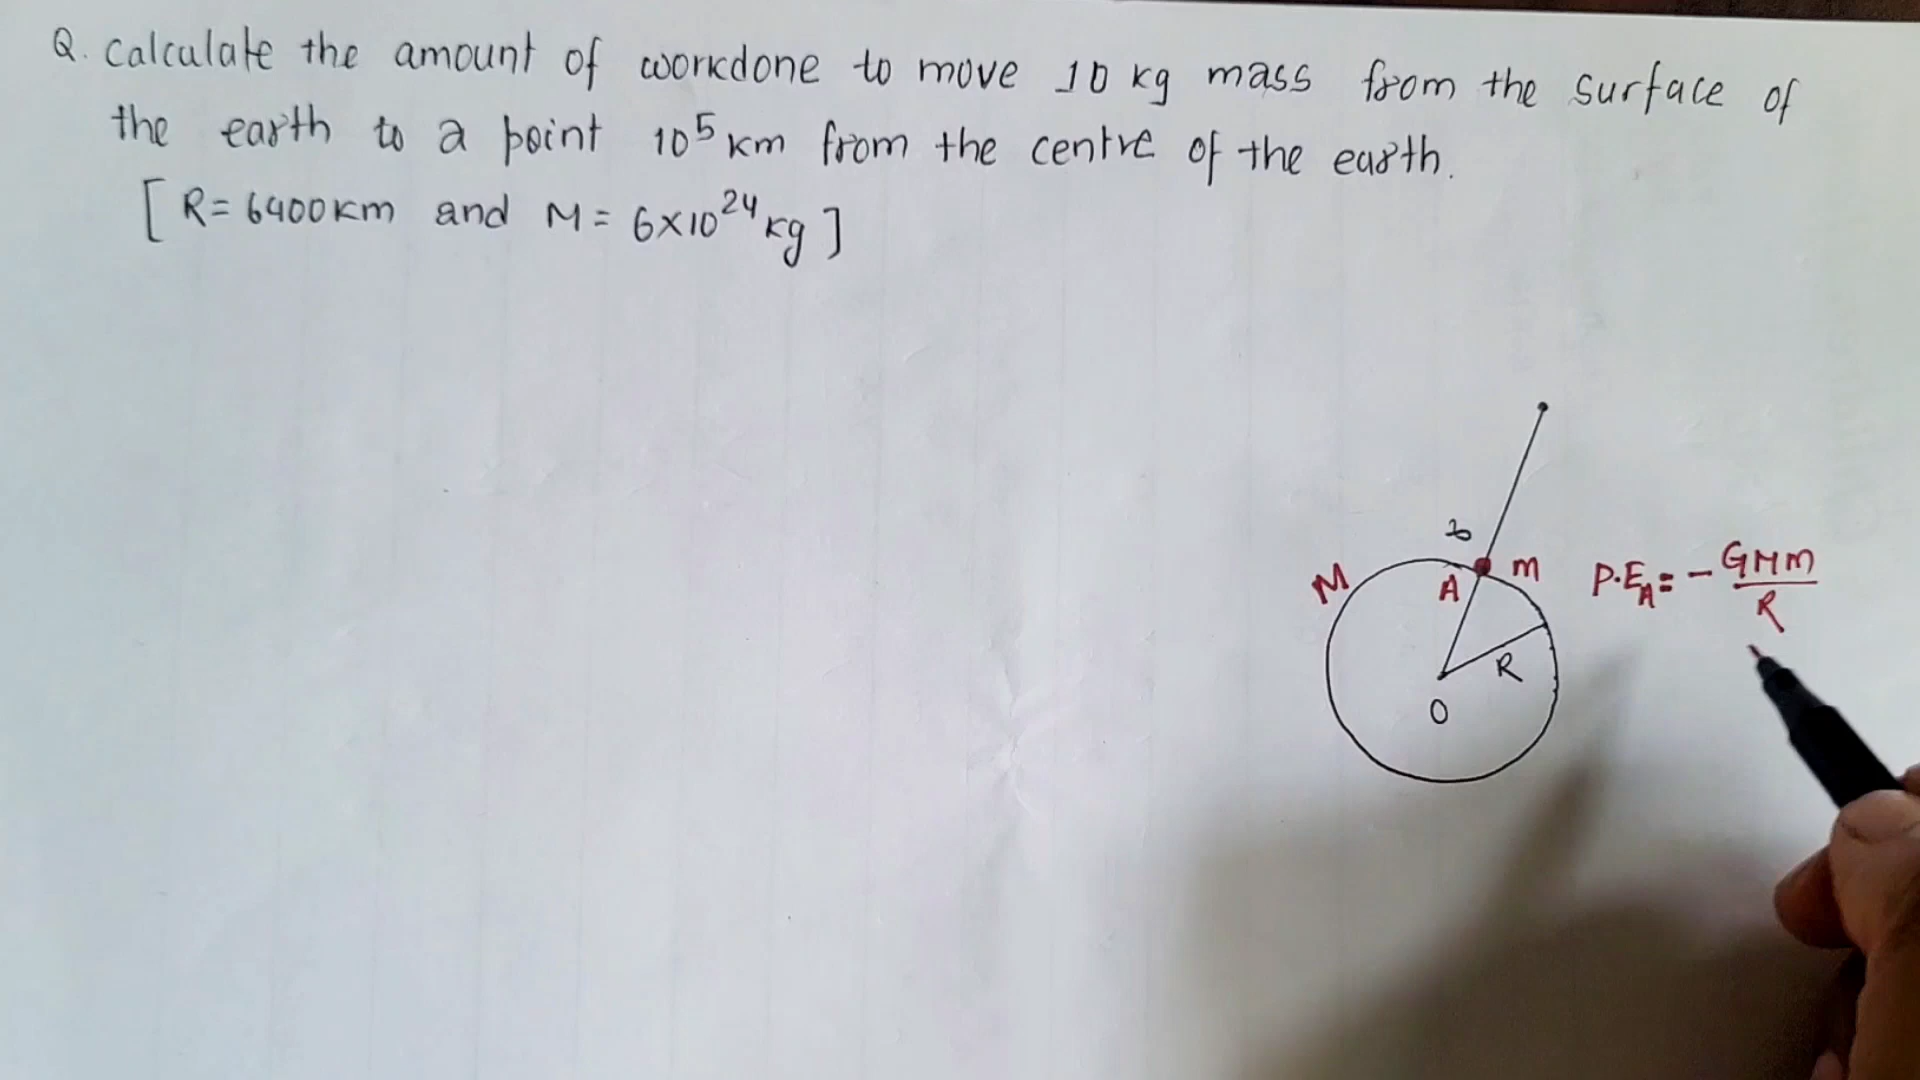 Q. Calculate the amount of workdone to move 10 kg mass from the surface of
the earth to a point 10⁵ km from the centre of the earth.
[R = 6400 km and M = 6×10²⁴ kg]
M
A
m
P.E_A = - GMm/R
R
O